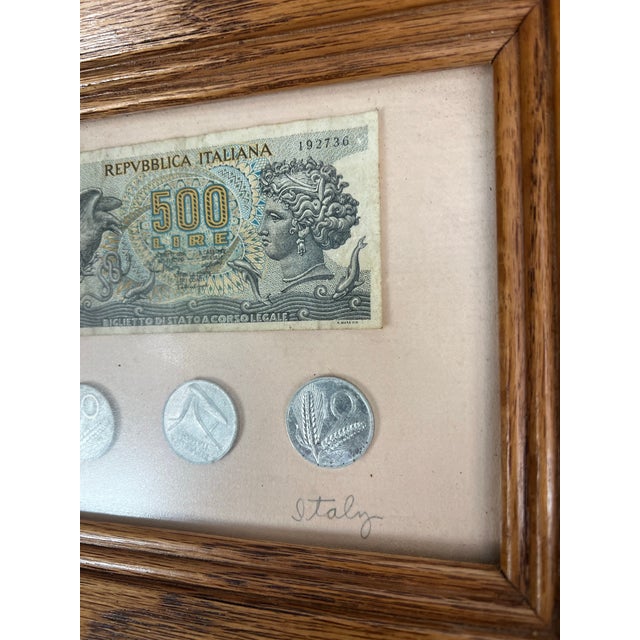 REPVBBLICA ITALIANA
192736
500
LIRE
BIGLIETTO DI STATO A CORSO LEGALE
10
Italy